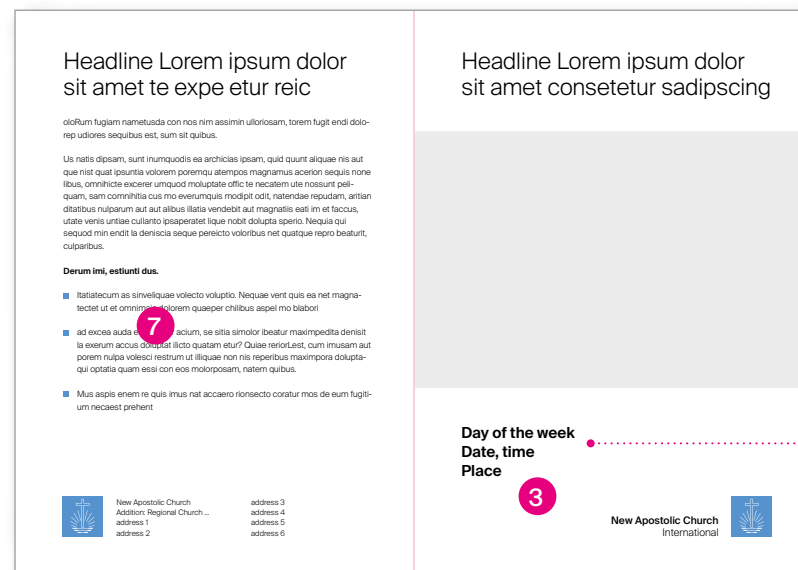 Headline Lorem ipsum dolor
sit amet te expe etur reic
oloRum fugiam nametusda con nos nim assimin ulloriosam, torem fugit endi dolo-
rep udiores sequibus est, sum sit quibus.
Us natis dipsam, sunt inumquodis ea archicias ipsam, quid quunt aliquae nis aut
que nist quat ipsuntia volorem poremqu atempos magnamus acerion sequis none
libus, omnihicte excerer umquod moluptate offic te necatem ute nossunt peli-
quam, sam comnihitia cus mo everumquis modipit odit, natendae repudam, aritian
ditatibus nulparum aut aut alibus illatia vendebit aut magnatiis eati im et faccus,
utate venis untiae cullanto ipsaperatet lique nobit dolupta sperio. Nequia qui
sequod min endit la deniscia seque pereicto voloribus net quatque repro beaturit,
culparibus.
Derum imi, estiunti dus.
Itatiatecum as sinveliquae volecto voluptio. Nequae vent quis ea net magna-
tectet ut et omnimais dolorem quaeper chilibus aspel mo blabori
ad excea auda acium, se sitia simolor ibeatur maximpedita denisit
la exerum accus doluptat ilicto quatam etur? Quiae reriorLest, cum imusam aut
porem nulpa volesci restrum ut illiquae non nis reperibus maximpora dolupta-
qui optatia quam essi con eos molorposam, natem quibus.
Mus aspis enem re quis imus nat accaero rionsecto coratur mos de eum fugiti-
um necaest prehent
7
New Apostolic Church
Addition: Regional Church ...
address 1
address 2
address 3
address 4
address 5
address 6
Headline Lorem ipsum dolor
sit amet consetetur sadipscing
Day of the week
Date, time
Place
3
New Apostolic Church
International